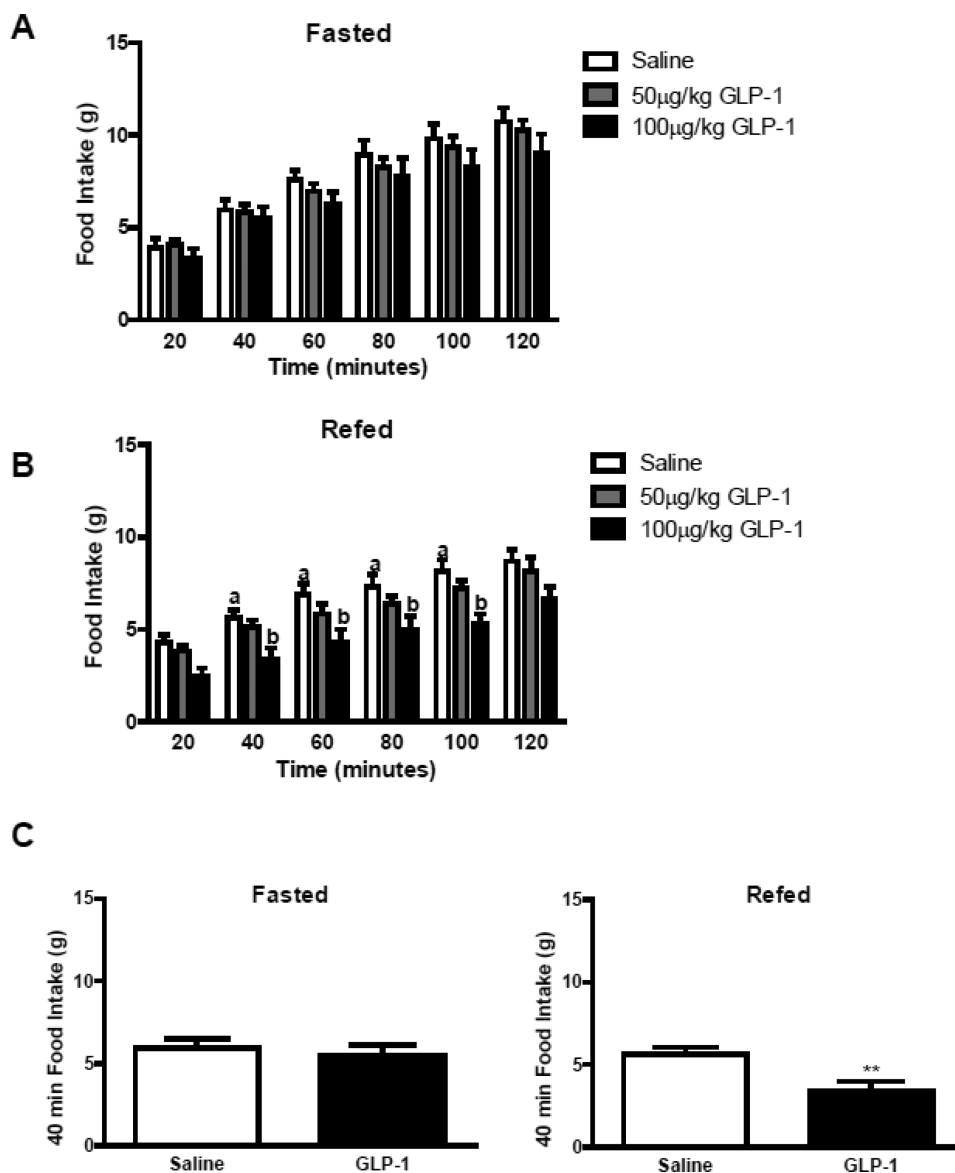 A
Fasted
Saline
50μg/kg GLP-1
100μg/kg GLP-1
Food Intake (g)
15
10
5
0
20 40 60 80 100 120
Time (minutes)
B
Refed
Saline
50μg/kg GLP-1
100μg/kg GLP-1
Food Intake (g)
15
10
5
0
a b a b a b a b
20 40 60 80 100 120
Time (minutes)
C
Fasted
40 min Food Intake (g)
15
10
5
0
Saline GLP-1
Refed
40 min Food Intake (g)
15
10
5
0
**
Saline GLP-1